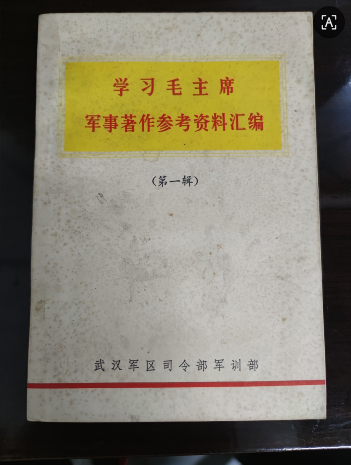 学习毛主席
军事著作参考资料汇编
（第一辑）
武汉军区司令部军训部